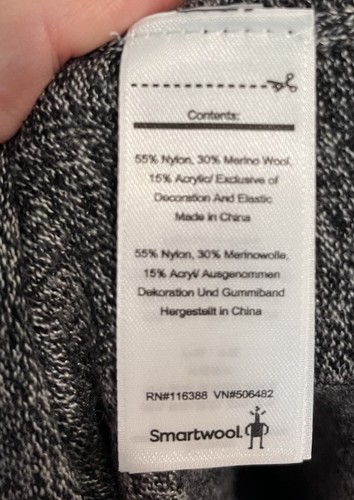 Contents:
55% Nylon, 30% Merino Wool,
15% Acrylic/ Exclusive of
Decoration And Elastic
Made in China
55% Nylon, 30% Merinowolle,
15% Acryl/ Ausgenommen
Dekoration Und Gummiband
Hergestellt in China
RN#116388 VN#506482
Smartwool